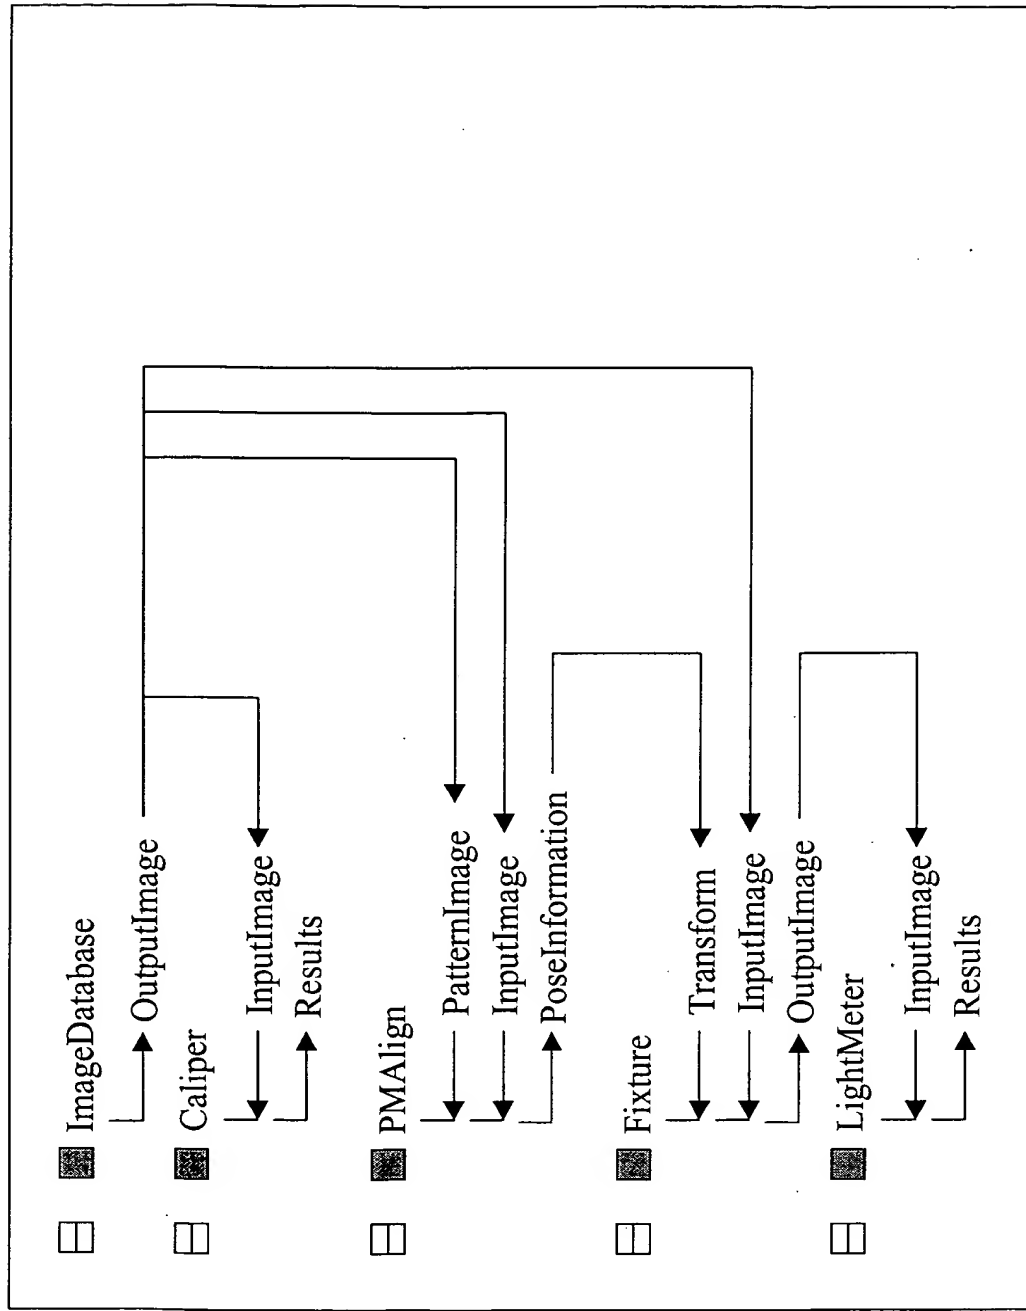 ImageDatabase
OutputImage
Caliper
InputImage
Results
PMAlign
PatternImage
InputImage
PoseInformation
Fixture
Transform
InputImage
OutputImage
LightMeter
InputImage
Results